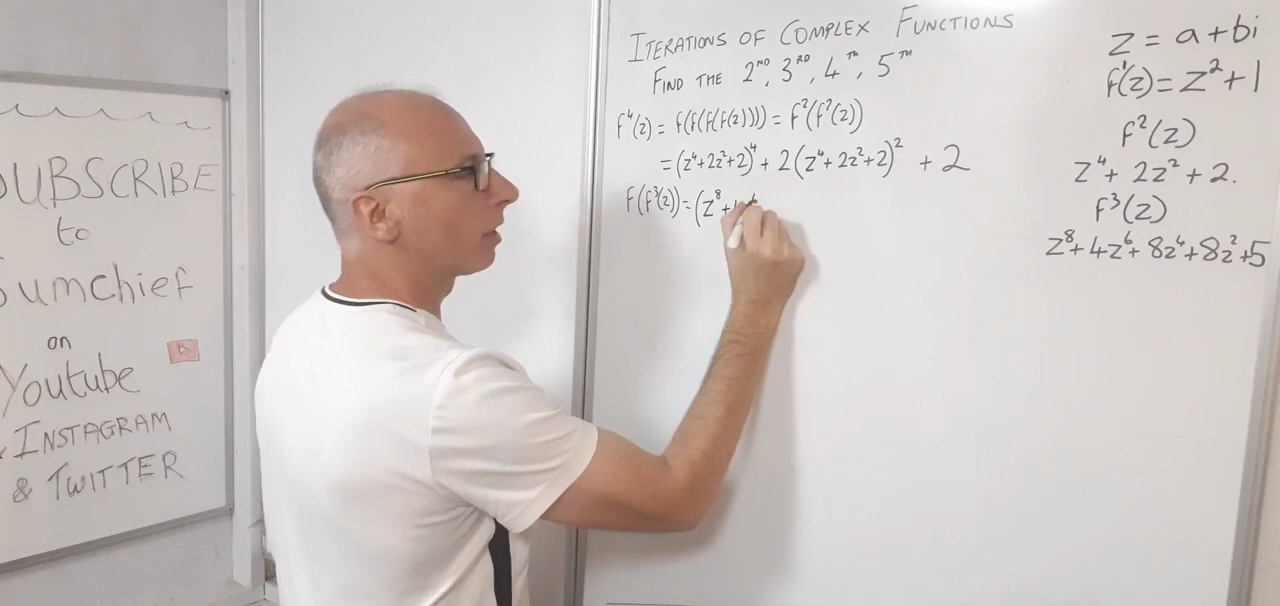 SUBSCRIBE
to
Sumchief
on
Youtube
INSTAGRAM
& TWITTER
ITERATIONS OF COMPLEX FUNCTIONS
FIND THE 2ND, 3RD, 4TH, 5TH
f⁴(z) = f(f(f(f(z)))) = f²(f²(z))
= (z⁴+2z²+2)⁴ + 2(z⁴+2z²+2)² + 2
f(f³(z)) = (z⁸+
z = a+bi
f¹(z) = z²+1
f²(z)
z⁴ + 2z² + 2.
f³(z)
z⁸+4z⁶+8z⁴+8z²+5